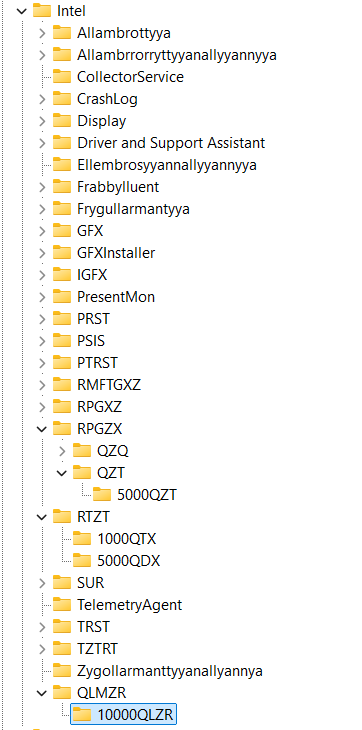 Intel
Allambrottyya
Allambrrorryttyyanallyyannyya
CollectorService
CrashLog
Display
Driver and Support Assistant
Ellembrosyyannallyyannyya
Frabbylluent
Frygullarmantyya
GFX
GFXInstaller
IGFX
PresentMon
PRST
PSIS
PTRST
RMFTGXZ
RPGXZ
RPGZX
QZQ
QZT
5000QZT
RTZT
1000QTX
5000QDX
SUR
TelemetryAgent
TRST
TZTRT
Zygollarmanttyyanallyannya
QLMZR
10000QLZR